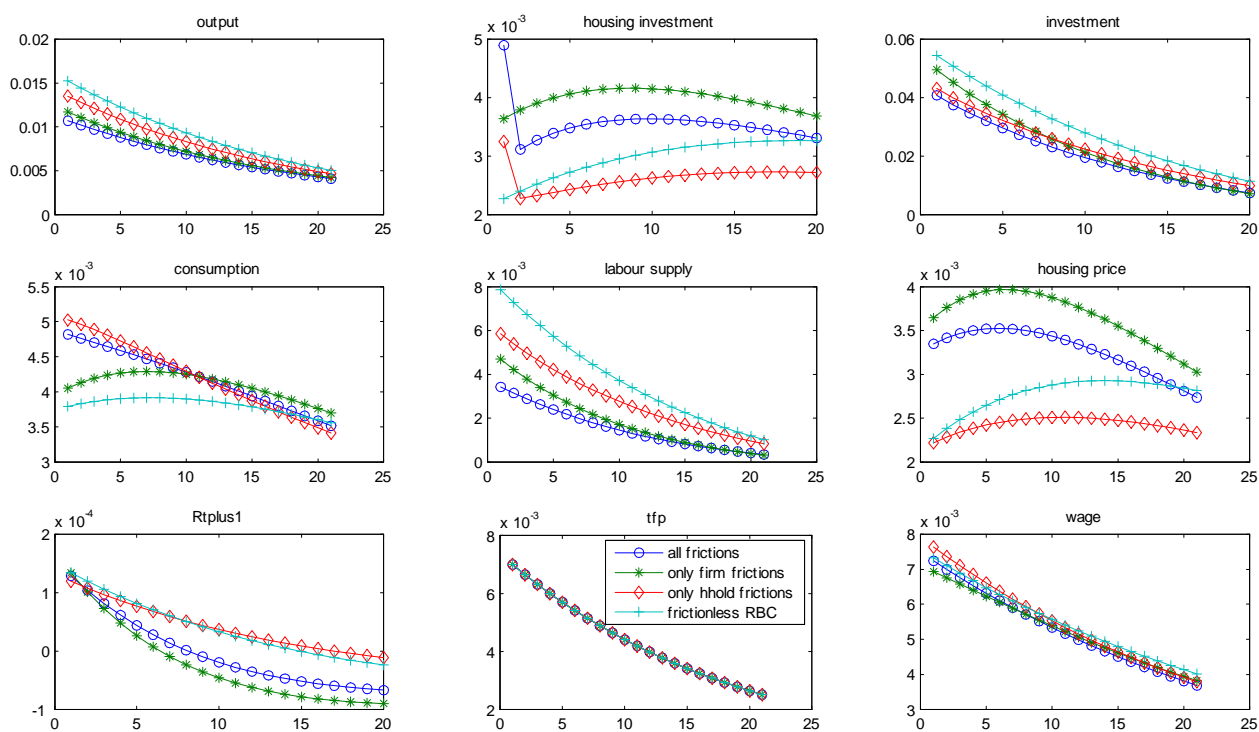 output
0.02
0.015
0.01
0.005
0
0 5 10 15 20 25
housing investment
x 10^-3
5
4
3
2
0 5 10 15 20
investment
0.06
0.04
0.02
0
0 5 10 15 20
consumption
x 10^-3
5.5
5
4.5
4
3.5
3
0 5 10 15 20 25
labour supply
x 10^-3
8
6
4
2
0
0 5 10 15 20 25
housing price
x 10^-3
4
3.5
3
2.5
2
0 5 10 15 20 25
Rtplus1
x 10^-4
2
1
0
-1
0 5 10 15 20
tfp
x 10^-3
8
6
4
2
0 5 10 15 20 25
all frictions
only firm frictions
only hhold frictions
frictionless RBC
wage
x 10^-3
8
7
6
5
4
3
0 5 10 15 20 25